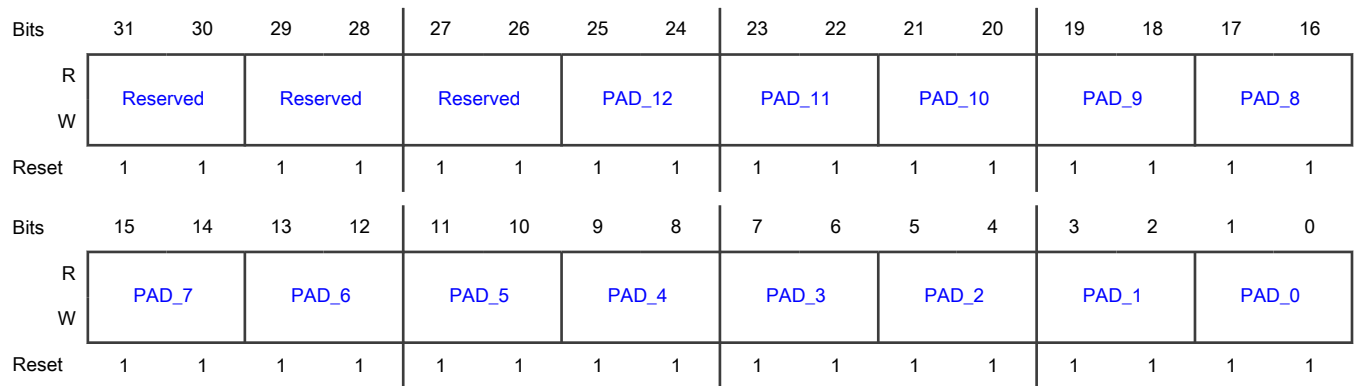 Bits 31 30 29 28 27 26 25 24 23 22 21 20 19 18 17 16
R
Reserved Reserved Reserved PAD_12 PAD_11 PAD_10 PAD_9 PAD_8
W
Reset 1 1 1 1 1 1 1 1 1 1 1 1 1 1 1 1
Bits 15 14 13 12 11 10 9 8 7 6 5 4 3 2 1 0
R
PAD_7 PAD_6 PAD_5 PAD_4 PAD_3 PAD_2 PAD_1 PAD_0
W
Reset 1 1 1 1 1 1 1 1 1 1 1 1 1 1 1 1